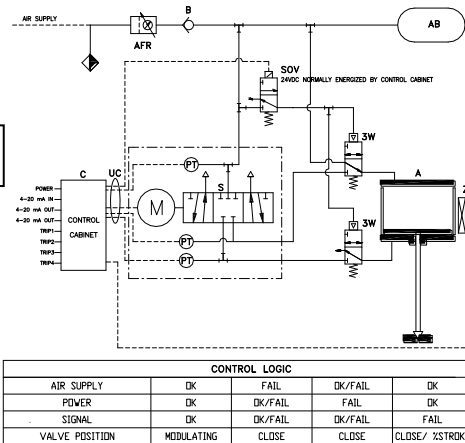 AIR SUPPLY
AFR
B
AB
SOV
24VDC NORMALLY ENERGIZED BY CONTROL CABINET
3W
C
UC
PT
S
A
POWER
4-20 mA IN
4-20 mA OUT
4-20 mA OUT
TRIP1
TRIP2
TRIP3
TRIP4
CONTROL
CABINET
M
PT
PT
3W
2
CONTROL LOGIC
AIR SUPPLY OK FAIL OK/FAIL OK
POWER OK OK/FAIL FAIL OK
SIGNAL OK OK/FAIL OK/FAIL FAIL
VALVE POSITION MODULATING CLOSE CLOSE CLOSE/ %STROK